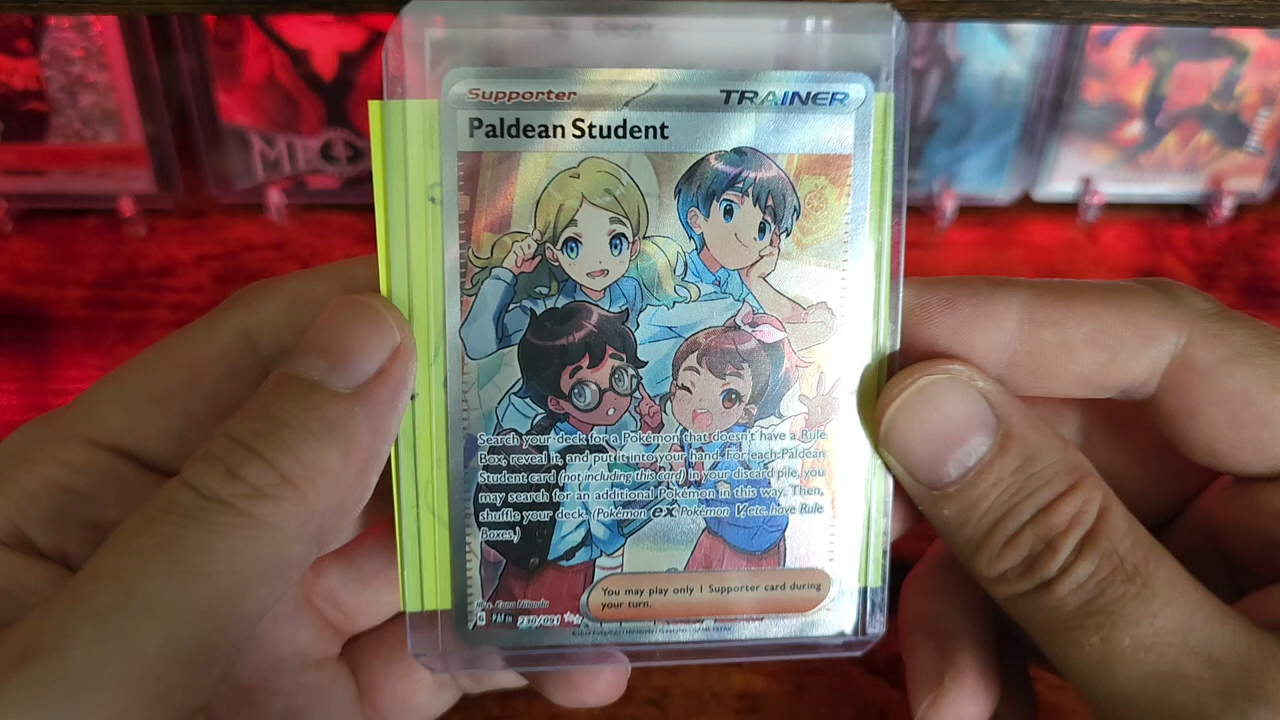 Supporter TRAINER
Paldean Student
Search your deck for a Pokémon that doesn't have a Rule
Box, reveal it, and put it into your hand. For each Paldean
Student card (not including this card) in your discard pile, you
may search for an additional Pokémon in this way. Then,
shuffle your deck. (Pokémon ex, Pokémon V, etc. have Rule
Boxes.)
You may play only 1 Supporter card during
your turn.
G PAF EN 230/091